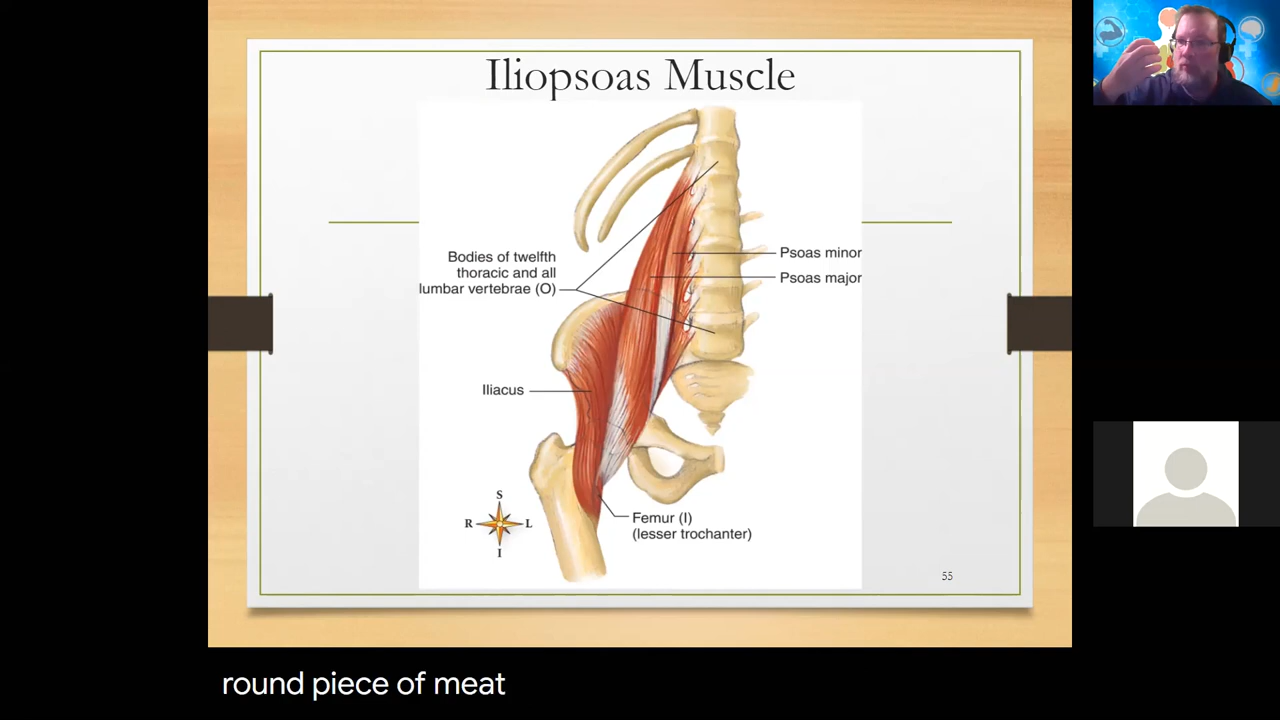 Iliopsoas Muscle
Bodies of twelfth
thoracic and all
lumbar vertebrae (O)
Psoas minor
Psoas major
Iliacus
S
R
L
I
Femur (I)
(lesser trochanter)
55
round piece of meat